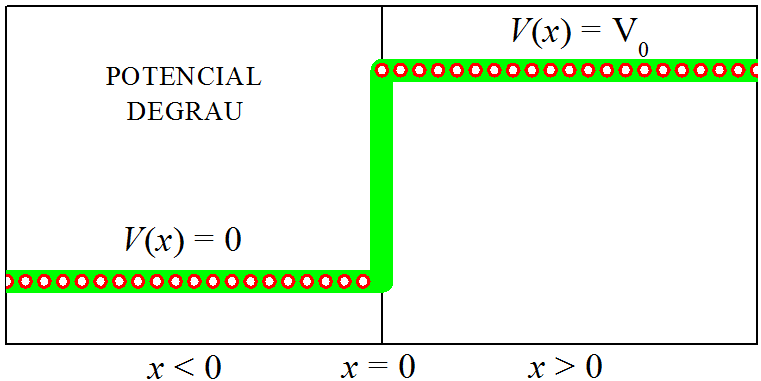 V(x) = V₀
POTENCIAL
DEGRAU
V(x) = 0
x < 0
x = 0
x > 0